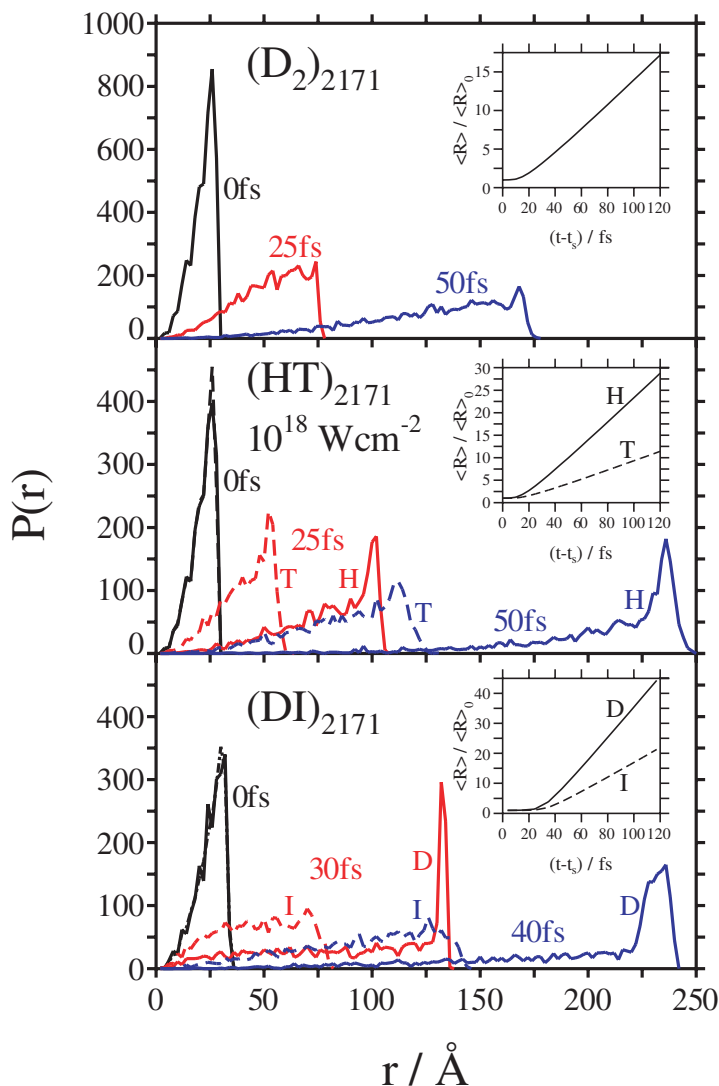 1000
800
600
400
200
0
(D2)2171
0fs
25fs
50fs
15
10
5
0
<R> / <R>0
0 20 40 60 80 100 120
(t-ts) / fs
P(r)
400
300
200
100
0
(HT)2171
10^18 Wcm^-2
0fs
25fs
T
H
T
50fs
H
30
25
20
15
10
5
0
<R> / <R>0
H
T
0 20 40 60 80 100 120
(t-ts) / fs
400
300
200
100
0
(DI)2171
0fs
30fs
I
D
I
40fs
D
40
30
20
10
0
<R> / <R>0
D
I
0 20 40 60 80 100 120
(t-ts) / fs
0 50 100 150 200 250
r / Å